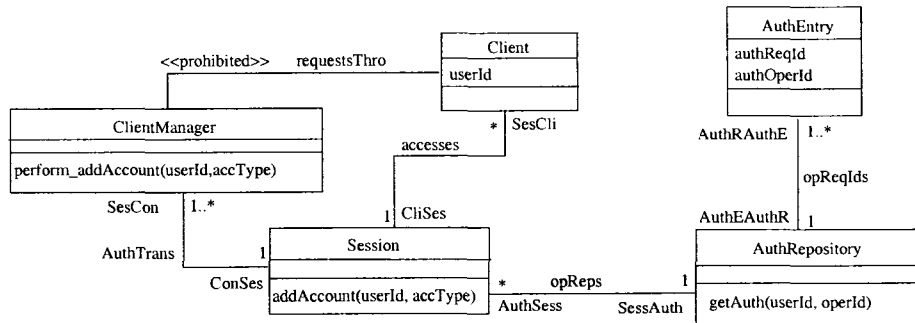 Client
AuthEntry
<<prohibited>>
requestsThro
userId
authReqId
authOperId
ClientManager
* SesCli
AuthRAuthE
1..*
accesses
perform_addAccount(userId,accType)
opReqIds
SesCon
1..*
1 CliSes
AuthEAuthR
1
Session
AuthRepository
AuthTrans
1
ConSes
addAccount(userId, accType)
*
opReps
1
AuthSess
SessAuth
getAuth(userId, operId)